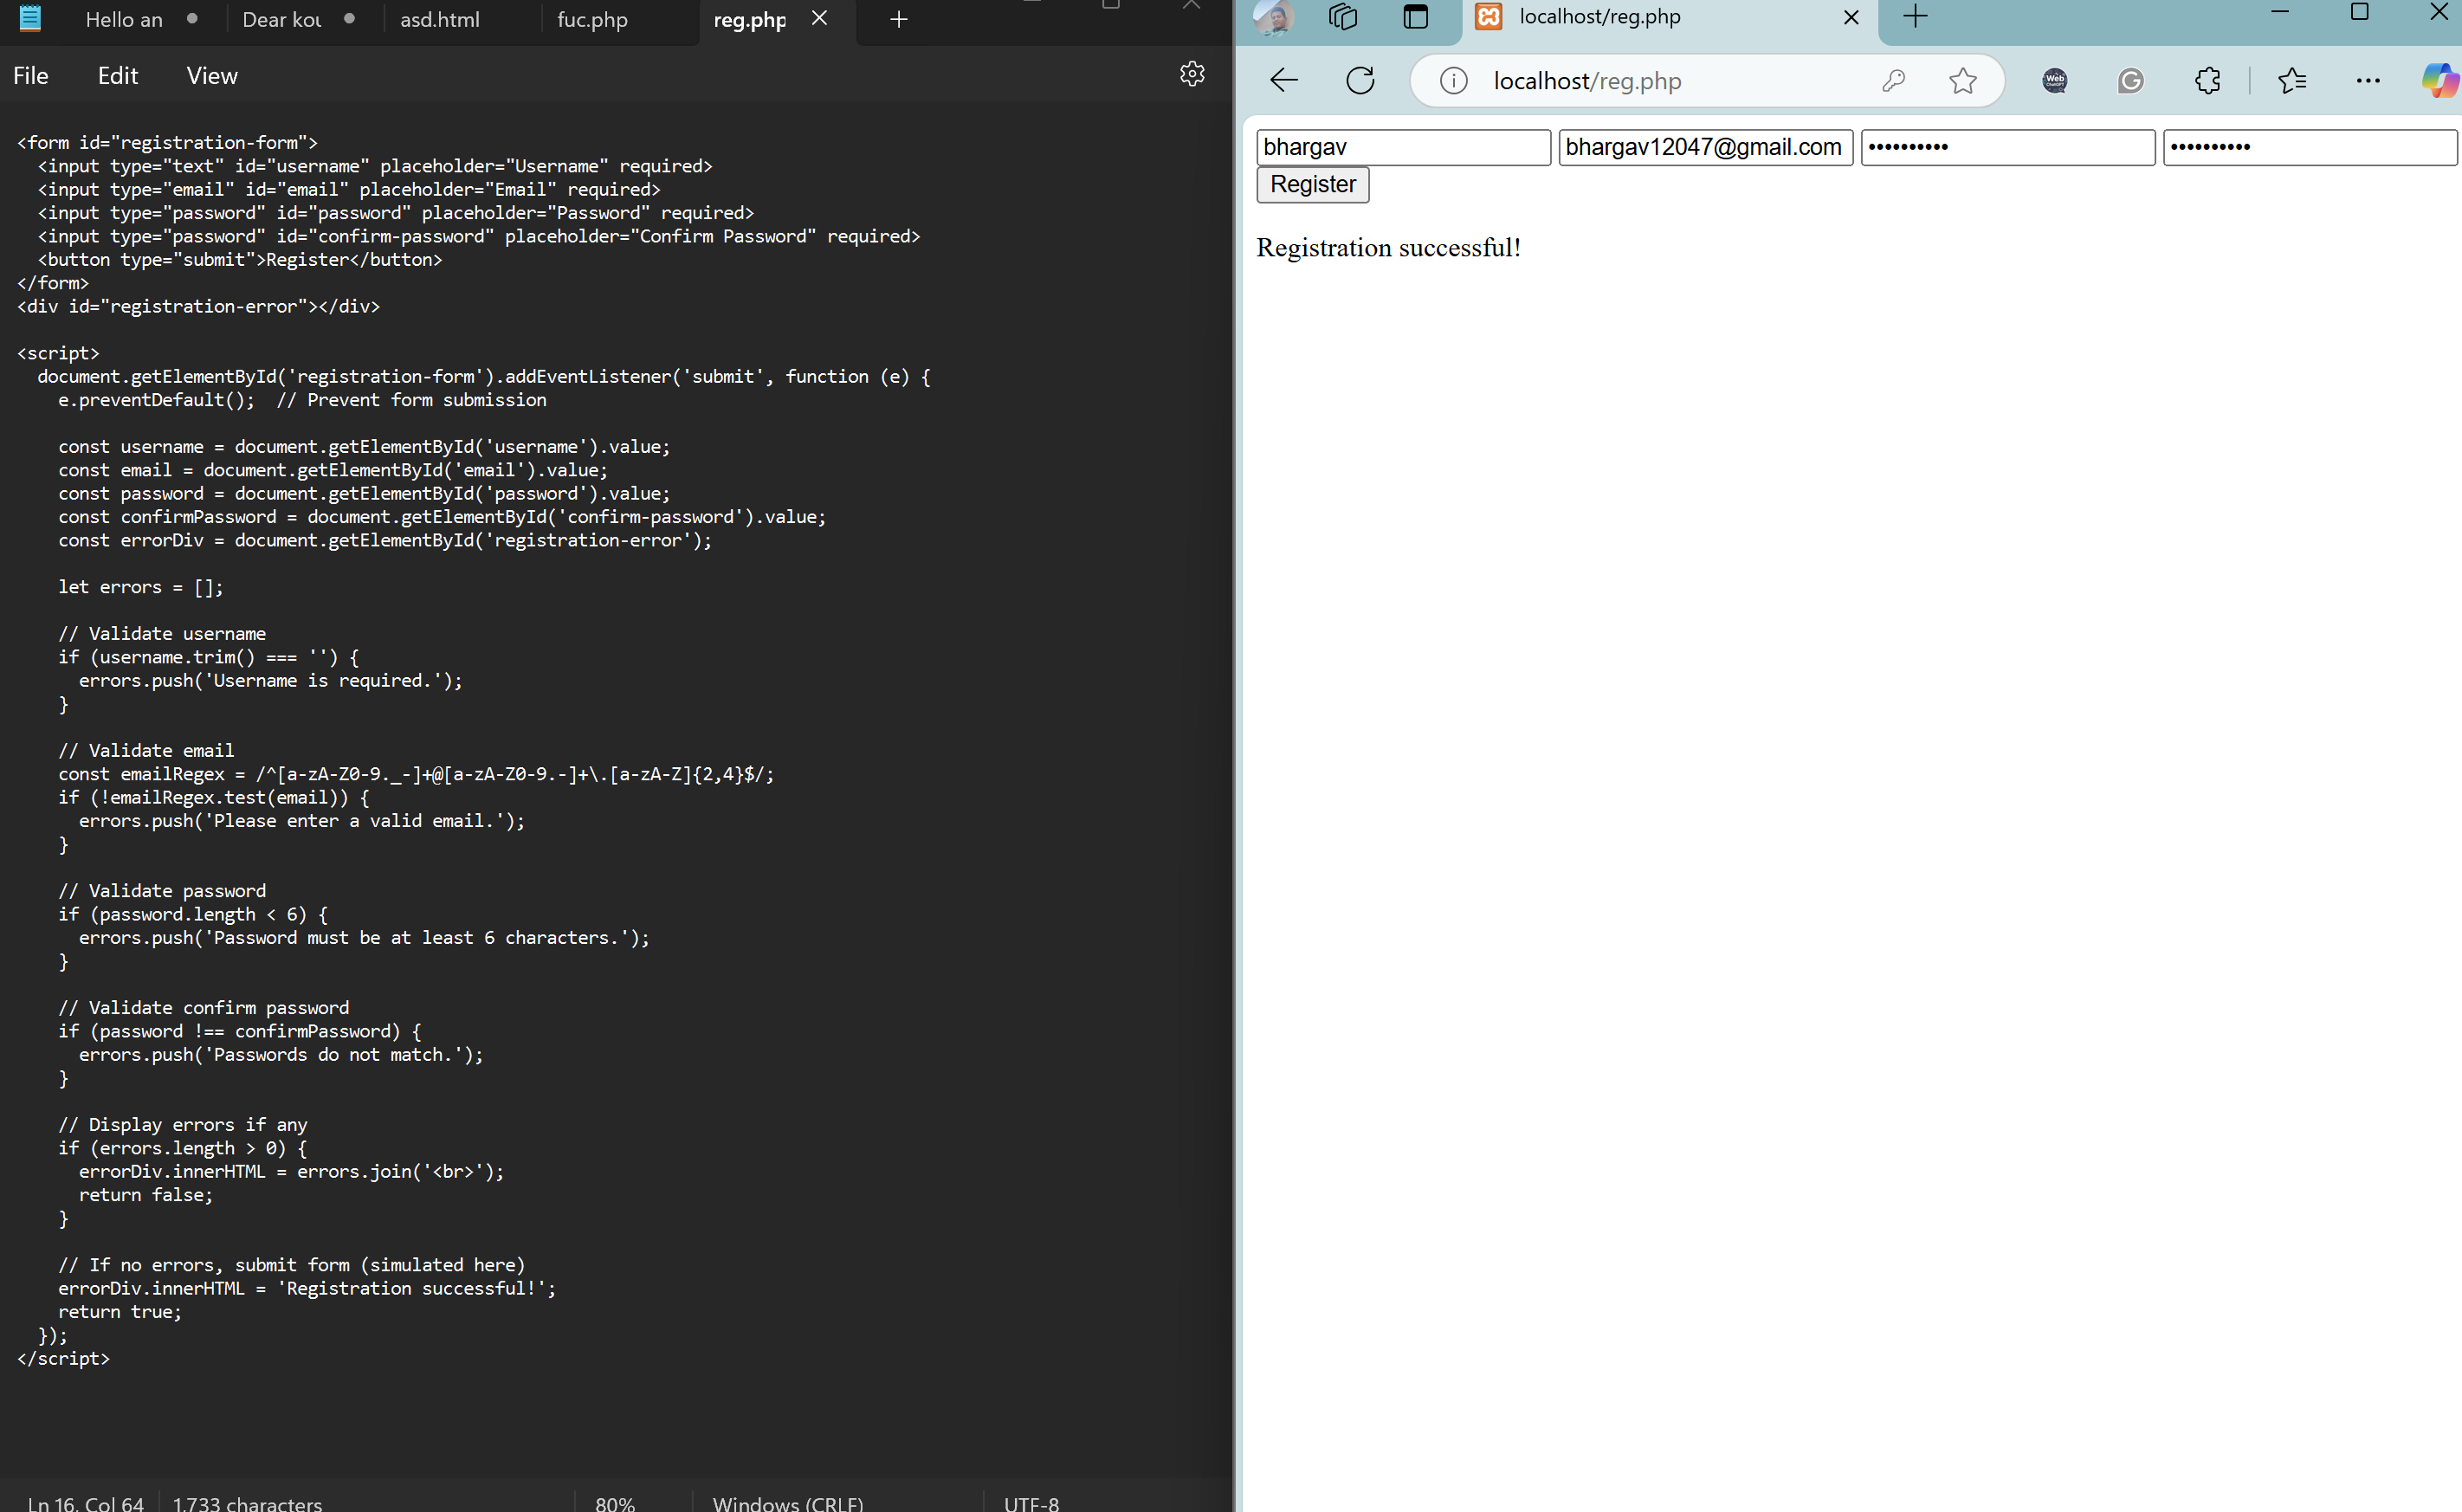 Hello an
Dear kou
asd.html
fuc.php
reg.php
File Edit View
<form id="registration-form">
<input type="text" id="username" placeholder="Username" required>
<input type="email" id="email" placeholder="Email" required>
<input type="password" id="password" placeholder="Password" required>
<input type="password" id="confirm-password" placeholder="Confirm Password" required>
<button type="submit">Register</button>
</form>
<div id="registration-error"></div>
<script>
document.getElementById('registration-form').addEventListener('submit', function (e) {
e.preventDefault();  // Prevent form submission
const username = document.getElementById('username').value;
const email = document.getElementById('email').value;
const password = document.getElementById('password').value;
const confirmPassword = document.getElementById('confirm-password').value;
const errorDiv = document.getElementById('registration-error');
let errors = [];
// Validate username
if (username.trim() === '') {
errors.push('Username is required.');
}
// Validate email
const emailRegex = /^[a-zA-Z0-9._-]+@[a-zA-Z0-9.-]+\.[a-zA-Z]{2,4}$/;
if (!emailRegex.test(email)) {
errors.push('Please enter a valid email.');
}
// Validate password
if (password.length < 6) {
errors.push('Password must be at least 6 characters.');
}
// Validate confirm password
if (password !== confirmPassword) {
errors.push('Passwords do not match.');
}
// Display errors if any
if (errors.length > 0) {
errorDiv.innerHTML = errors.join('<br>');
return false;
}
// If no errors, submit form (simulated here)
errorDiv.innerHTML = 'Registration successful!';
return true;
});
</script>
Ln 16, Col 64
1,733 characters
80%
Windows (CRLF)
UTF-8
localhost/reg.php
localhost/reg.php
Web
bhargav
bhargav12047@gmail.com
••••••••••
••••••••••
Register
Registration successful!